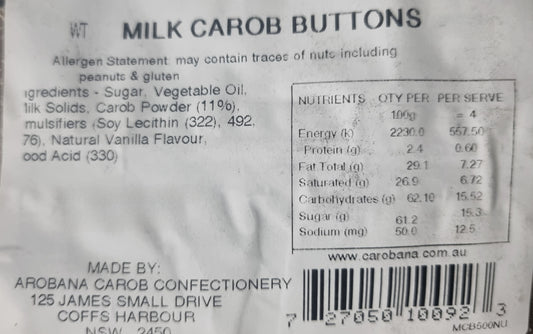 WT MILK CAROB BUTTONS
Allergen Statement may contain traces of nuts including
peanuts & gluten
gredients - Sugar, Vegetable Oil,
ilk Solids, Carob Powder (11%),
mulsifiers (Soy Lecithin (322), 492,
76), Natural Vanilla Flavour,
ood Acid (330)
NUTRIENTS QTY PER PER SERVE
100g = 4
Energy (k) 2230.0 557.50
Protein (g) 2.4 0.60
Fat Total (g) 29.1 7.27
Saturated (g) 26.9 6.72
Carbohydrates (g) 62.10 15.52
Sugar (g) 61.2 15.3
Sodium (mg) 50.0 12.5
www.carobana.com.au
MADE BY:
AROBANA CAROB CONFECTIONERY
125 JAMES SMALL DRIVE
COFFS HARBOUR
NSW 2450
7 27050 10092 3
MCB500NU